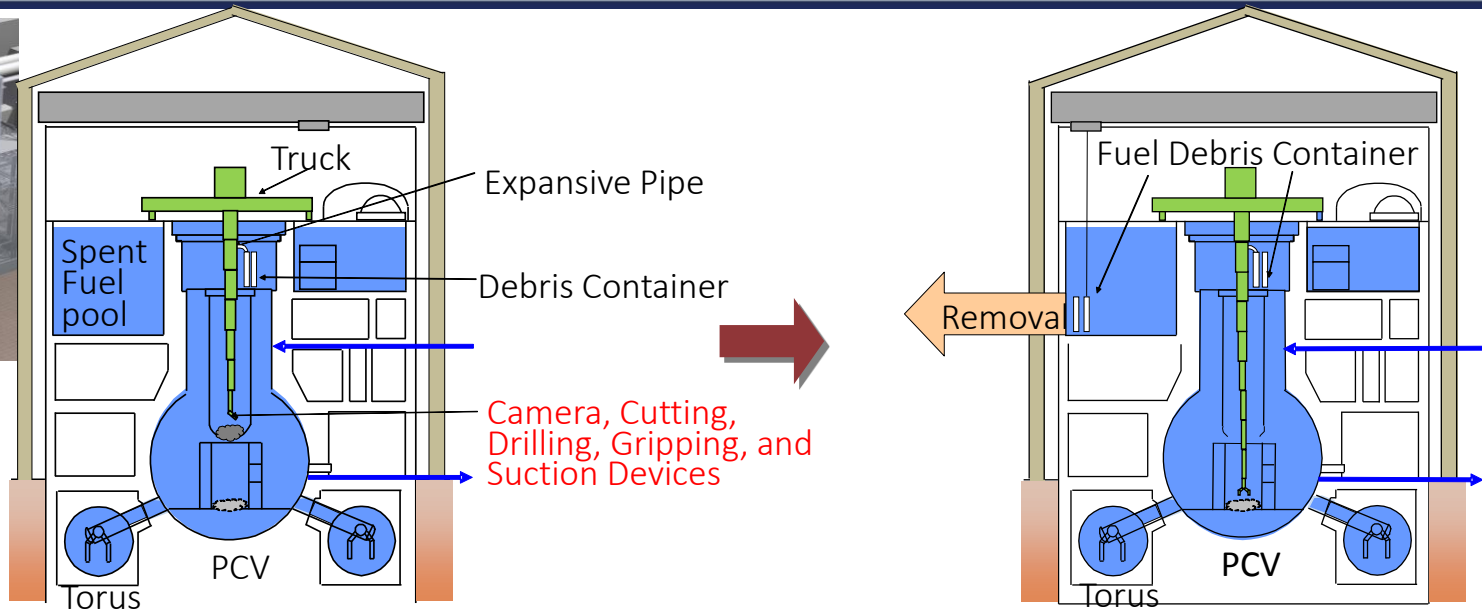 Truck
Expansive Pipe
Spent
Fuel
pool
Debris Container
Camera, Cutting,
Drilling, Gripping, and
Suction Devices
PCV
Torus
Fuel Debris Container
Removal
PCV
Torus